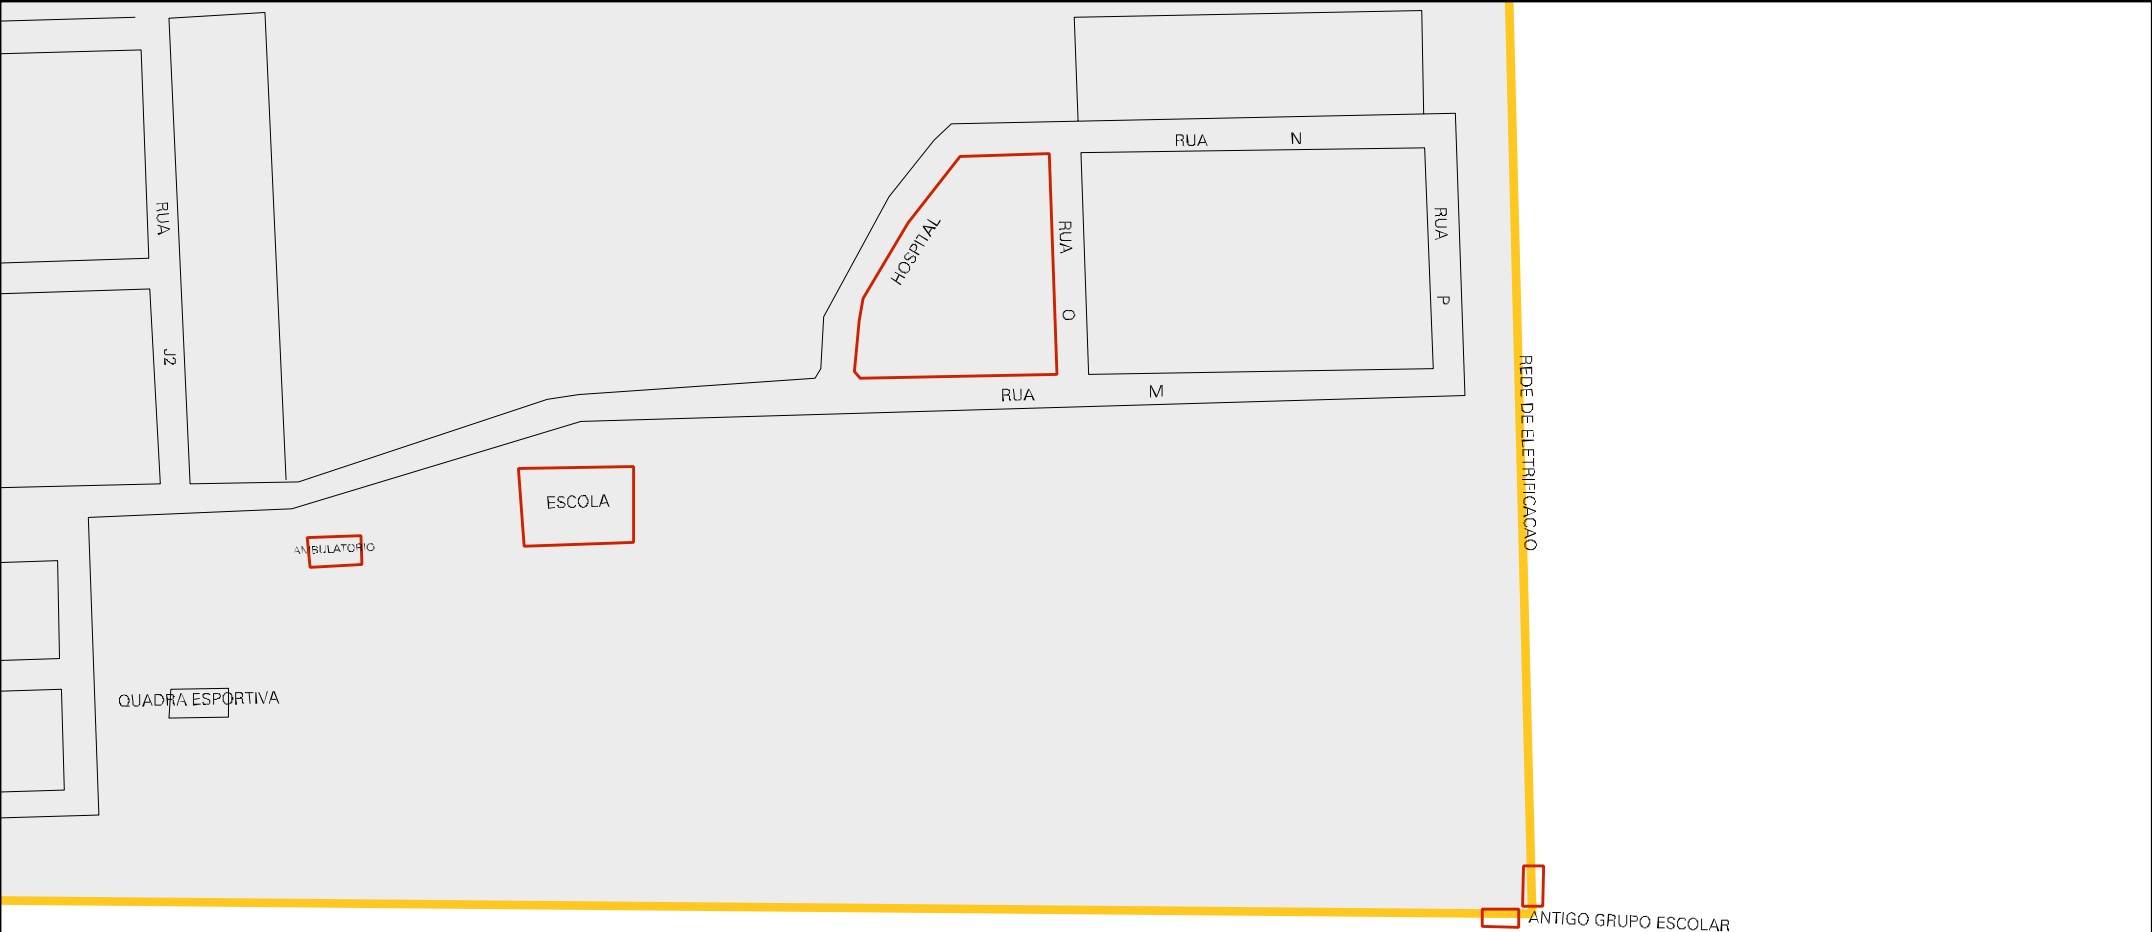 RUA N
RUA
J2
HOSPITAL
RUA
O
RUA
P
RUA M
REDE DE ELETRIFICACAO
ESCOLA
AMBULATORIO
QUADRA ESPORTIVA
ANTIGO GRUPO ESCOLAR